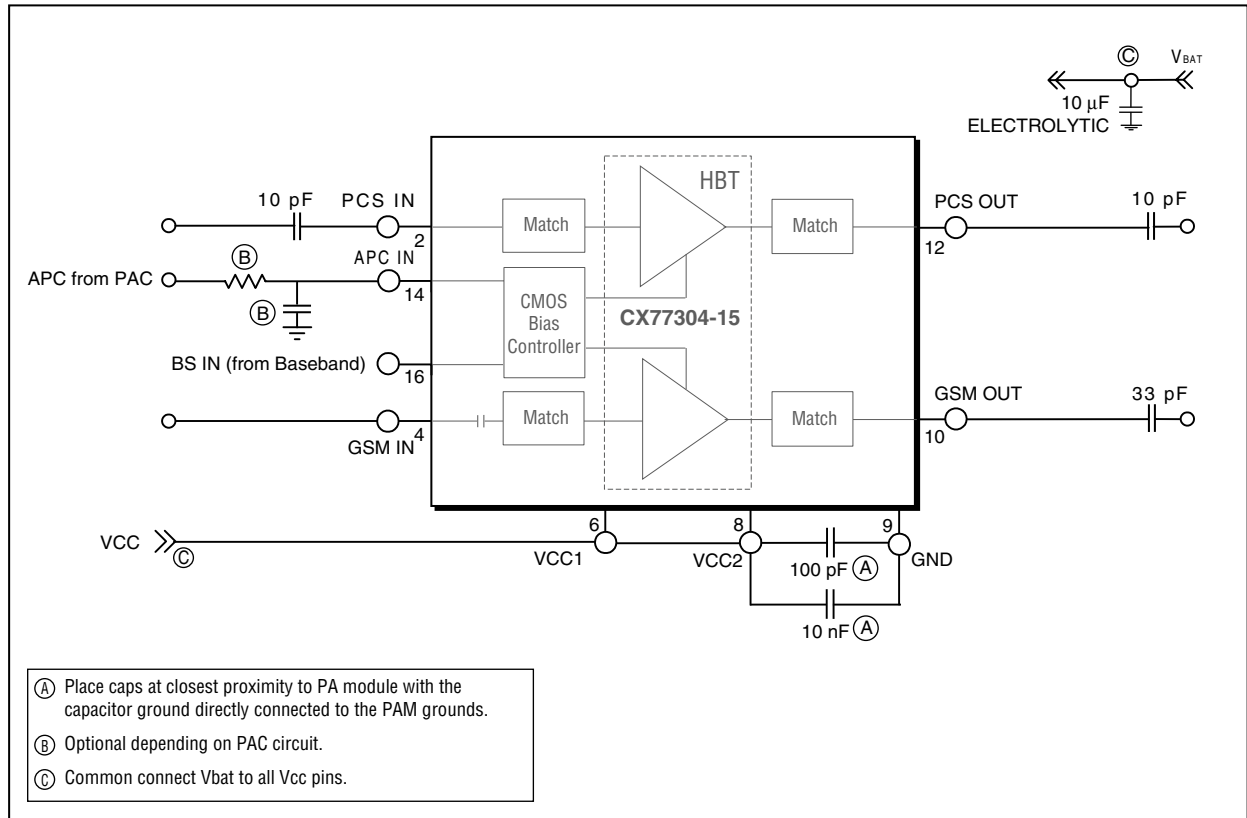 Ⓒ
VBAT
10 µF
ELECTROLYTIC
HBT
10 pF
PCS IN
2
Match
Match
PCS OUT
12
10 pF
APC from PAC
Ⓑ
Ⓑ
APC IN
14
CMOS
Bias
Controller
CX77304-15
BS IN (from Baseband)
16
GSM IN
4
Match
Match
GSM OUT
10
33 pF
VCC
Ⓒ
6
VCC1
8
VCC2
9
GND
100 pF Ⓐ
10 nF Ⓐ
Ⓐ Place caps at closest proximity to PA module with the
capacitor ground directly connected to the PAM grounds.
Ⓑ Optional depending on PAC circuit.
Ⓒ Common connect Vbat to all Vcc pins.